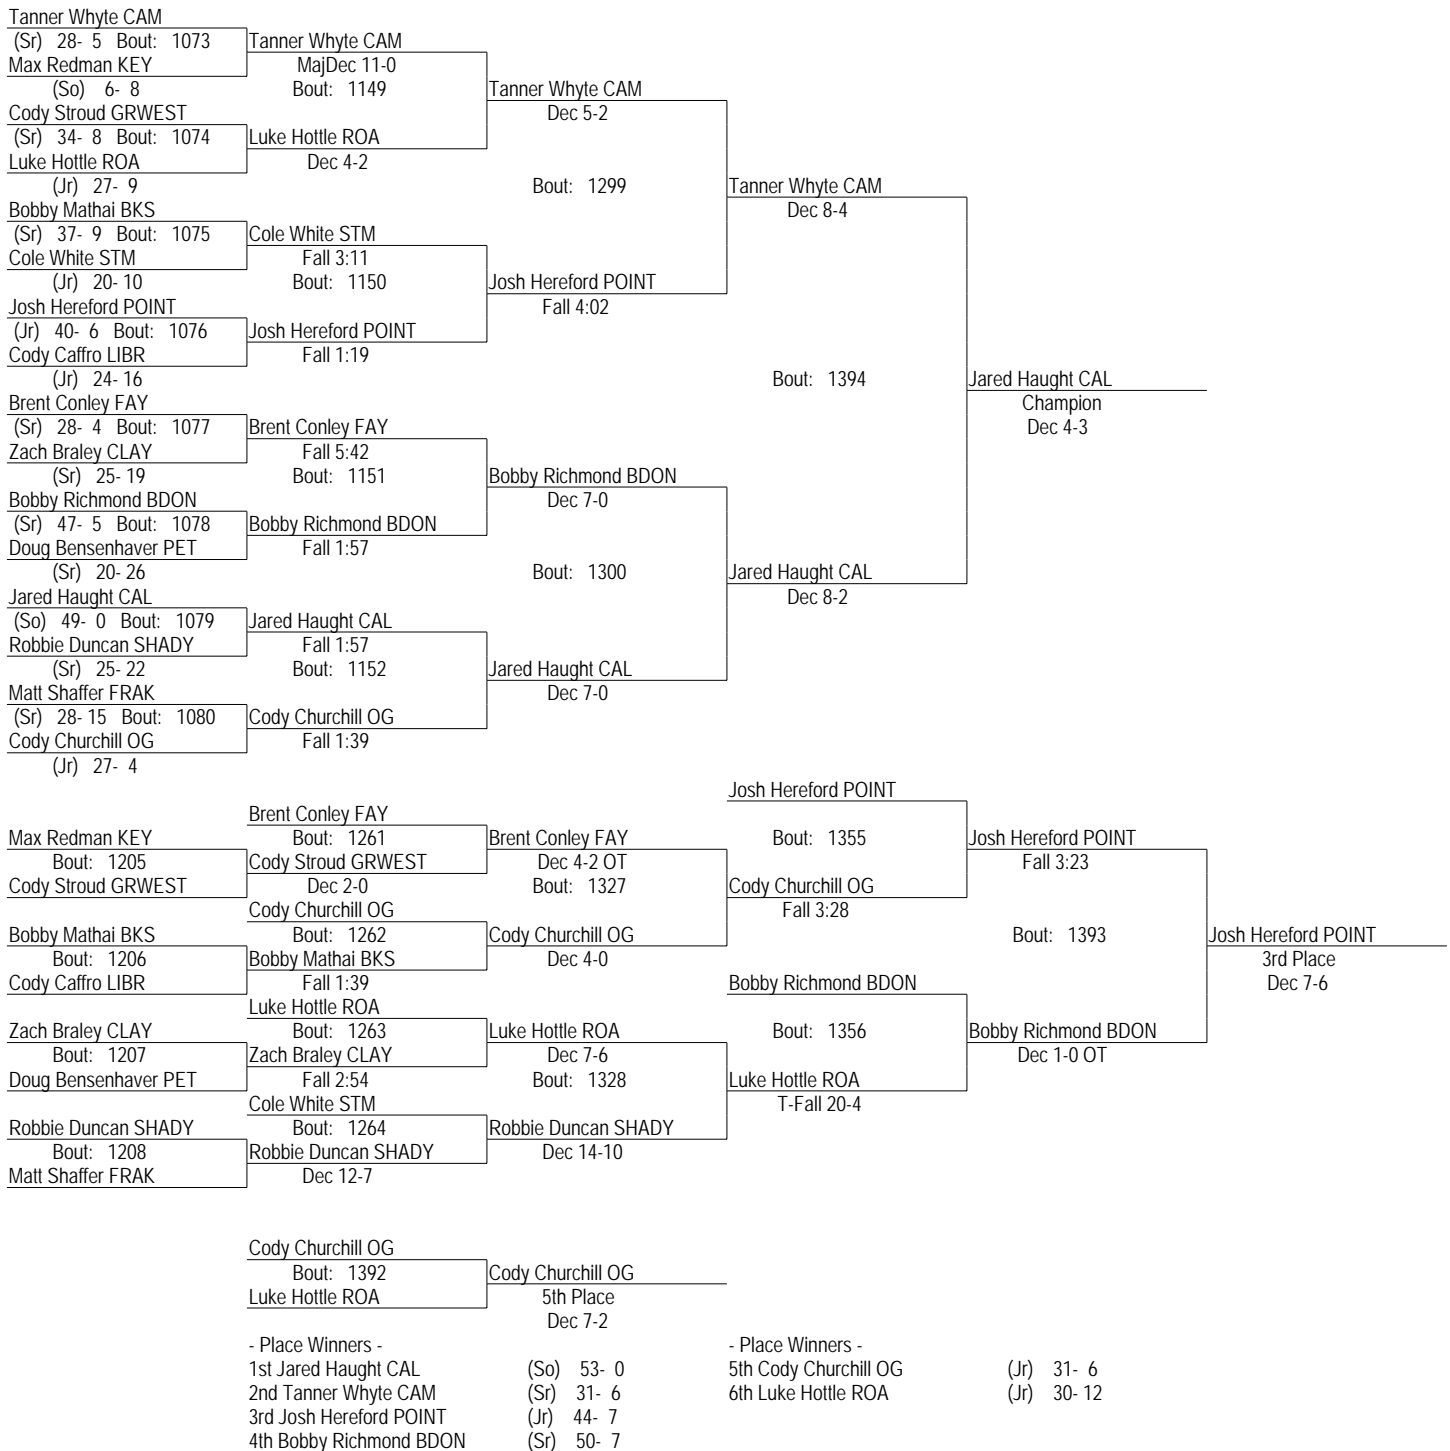 Tanner Whyte CAM
(Sr) 28- 5 Bout: 1073
Max Redman KEY
(So) 6- 8
Cody Stroud GRWEST
(Sr) 34- 8 Bout: 1074
Luke Hottle ROA
(Jr) 27- 9
Bobby Mathai BKS
(Sr) 37- 9 Bout: 1075
Cole White STM
(Jr) 20- 10
Josh Hereford POINT
(Jr) 40- 6 Bout: 1076
Cody Caffro LIBR
(Jr) 24- 16
Brent Conley FAY
(Sr) 28- 4 Bout: 1077
Zach Braley CLAY
(Sr) 25- 19
Bobby Richmond BDON
(Sr) 47- 5 Bout: 1078
Doug Bensenhaver PET
(Sr) 20- 26
Jared Haught CAL
(So) 49- 0 Bout: 1079
Robbie Duncan SHADY
(Sr) 25- 22
Matt Shaffer FRAK
(Sr) 28- 15 Bout: 1080
Cody Churchill OG
(Jr) 27- 4
Tanner Whyte CAM
MajDec 11-0
Bout: 1149
Luke Hottle ROA
Dec 4-2
Cole White STM
Fall 3:11
Bout: 1150
Josh Hereford POINT
Fall 1:19
Brent Conley FAY
Fall 5:42
Bout: 1151
Bobby Richmond BDON
Fall 1:57
Jared Haught CAL
Fall 1:57
Bout: 1152
Cody Churchill OG
Fall 1:39
Tanner Whyte CAM
Dec 5-2
Bout: 1299
Josh Hereford POINT
Fall 4:02
Bobby Richmond BDON
Dec 7-0
Bout: 1300
Jared Haught CAL
Dec 7-0
Tanner Whyte CAM
Dec 8-4
Bout: 1394
Jared Haught CAL
Dec 8-2
Jared Haught CAL
Champion
Dec 4-3
Max Redman KEY
Bout: 1205
Cody Stroud GRWEST
Bobby Mathai BKS
Bout: 1206
Cody Caffro LIBR
Zach Braley CLAY
Bout: 1207
Doug Bensenhaver PET
Robbie Duncan SHADY
Bout: 1208
Matt Shaffer FRAK
Brent Conley FAY
Bout: 1261
Cody Stroud GRWEST
Dec 2-0
Cody Churchill OG
Bout: 1262
Bobby Mathai BKS
Fall 1:39
Luke Hottle ROA
Bout: 1263
Zach Braley CLAY
Fall 2:54
Cole White STM
Bout: 1264
Robbie Duncan SHADY
Dec 12-7
Brent Conley FAY
Dec 4-2 OT
Bout: 1327
Cody Churchill OG
Dec 4-0
Luke Hottle ROA
Dec 7-6
Bout: 1328
Robbie Duncan SHADY
Dec 14-10
Josh Hereford POINT
Bout: 1355
Cody Churchill OG
Fall 3:28
Bobby Richmond BDON
Bout: 1356
Luke Hottle ROA
T-Fall 20-4
Josh Hereford POINT
Fall 3:23
Bout: 1393
Bobby Richmond BDON
Dec 1-0 OT
Josh Hereford POINT
3rd Place
Dec 7-6
Cody Churchill OG
Bout: 1392
Luke Hottle ROA
Cody Churchill OG
5th Place
Dec 7-2
- Place Winners -
1st Jared Haught CAL (So) 53- 0
2nd Tanner Whyte CAM (Sr) 31- 6
3rd Josh Hereford POINT (Jr) 44- 7
4th Bobby Richmond BDON (Sr) 50- 7
- Place Winners -
5th Cody Churchill OG (Jr) 31- 6
6th Luke Hottle ROA (Jr) 30- 12